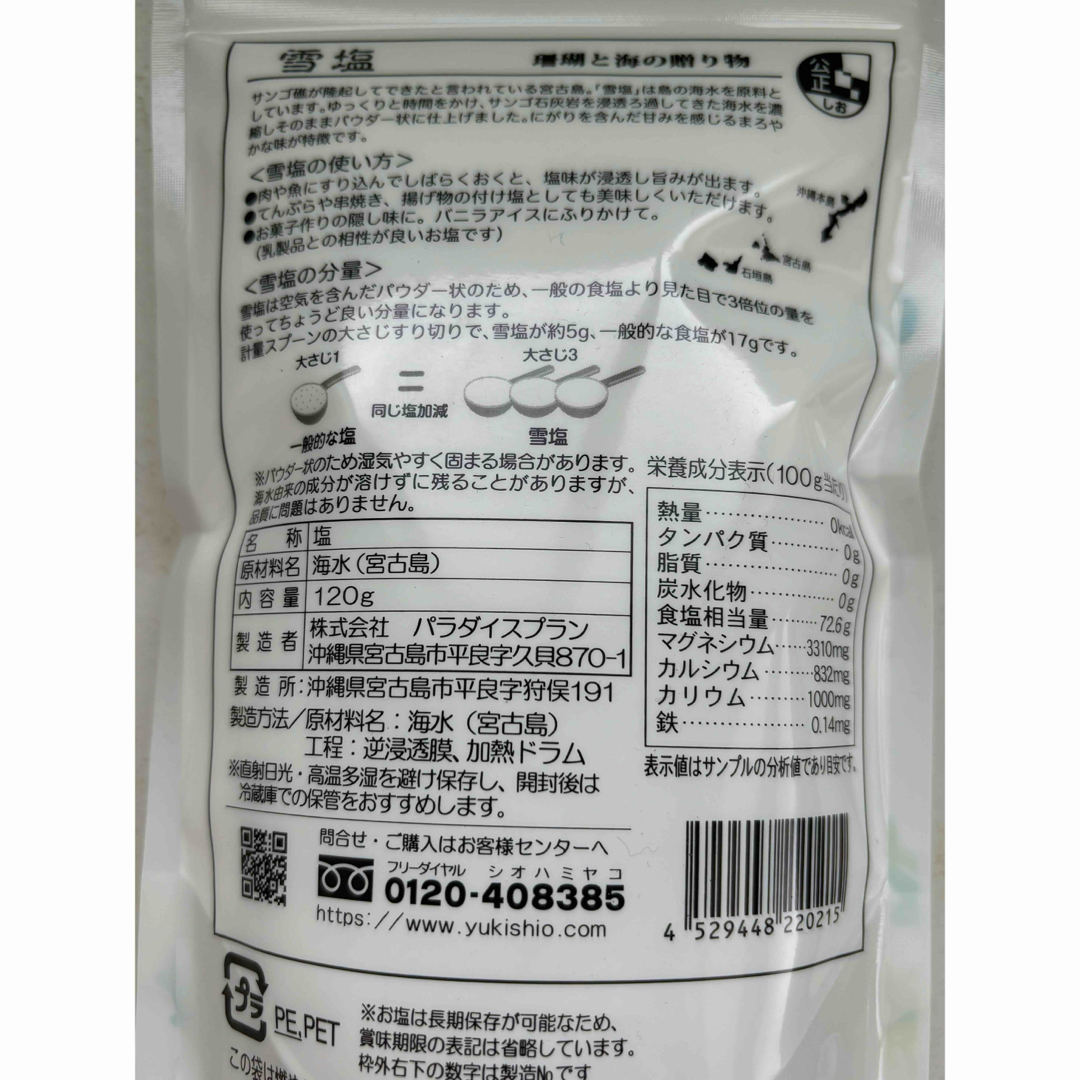 雪塩 珊瑚と海の贈り物
公正
しお
サンゴ礁が隆起してできたと言われている宮古島。「雪塩」は島の海水を原料と
しています。ゆっくりと時間をかけ、サンゴ石灰岩を浸透ろ過してきた海水を濃
縮しそのままパウダー状に仕上げました。にがりを含んだ甘みを感じるまろや
かな味が特徴です。
<雪塩の使い方>
●肉や魚にすり込んでしばらくおくと、塩味が浸透し旨みが出ます。
●てんぷらや串焼き、揚げ物の付け塩としても美味しくいただけます。
●お菓子作りの隠し味に。バニラアイスにふりかけて。
(乳製品との相性が良いお塩です)
沖縄本島
宮古島
石垣島
<雪塩の分量>
雪塩は空気を含んだパウダー状のため、一般の食塩より見た目で3倍位の量を
使ってちょうど良い分量になります。
計量スプーンの大さじすり切りで、雪塩が約5g、一般的な食塩が17gです。
大さじ1 大さじ3
=
同じ塩加減
一般的な塩 雪塩
※パウダー状のため湿気やすく固まる場合があります。
海水由来の成分が溶けずに残ることがありますが、
品質に問題はありません。
名称 塩
原材料名 海水(宮古島)
内容量 120g
製造者 株式会社 パラダイスプラン
沖縄県宮古島市平良字久貝870-1
製造所:沖縄県宮古島市平良字狩俣191
製造方法/原材料名:海水(宮古島)
工程:逆浸透膜、加熱ドラム
※直射日光・高温多湿を避け保存し、開封後は
冷蔵庫での保管をおすすめします。
栄養成分表示(100g当たり)
熱量……………… 0kcal
タンパク質………… 0g
脂質……………… 0g
炭水化物………… 0g
食塩相当量……… 72.6g
マグネシウム…… 3310mg
カルシウム……… 832mg
カリウム………… 1000mg
鉄……………… 0.14mg
表示値はサンプルの分析値であり目安です。
問合せ・ご購入はお客様センターへ
フリーダイヤル シオハミヤコ
0120-408385
https://www.yukishio.com
4 529448 220215
プラ
PE,PET
※お塩は長期保存が可能なため、
賞味期限の表記は省略しています。
枠外右下の数字は製造Noです
この袋は